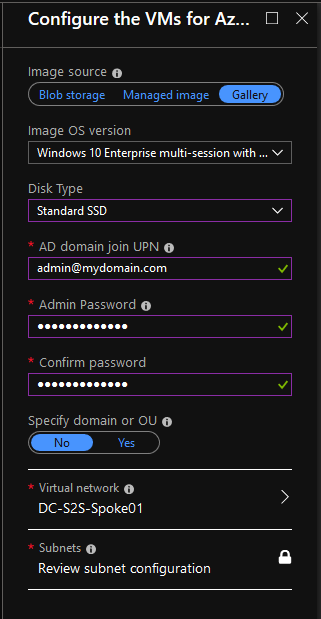 Configure the VMs for Az...
Image source
Blob storage Managed image Gallery
Image OS version
Windows 10 Enterprise multi-session with ...
Disk Type
Standard SSD
* AD domain join UPN
admin@mydomain.com
* Admin Password
•••••••••••••
* Confirm password
•••••••••••••
Specify domain or OU
No Yes
* Virtual network
DC-S2S-Spoke01
* Subnets
Review subnet configuration